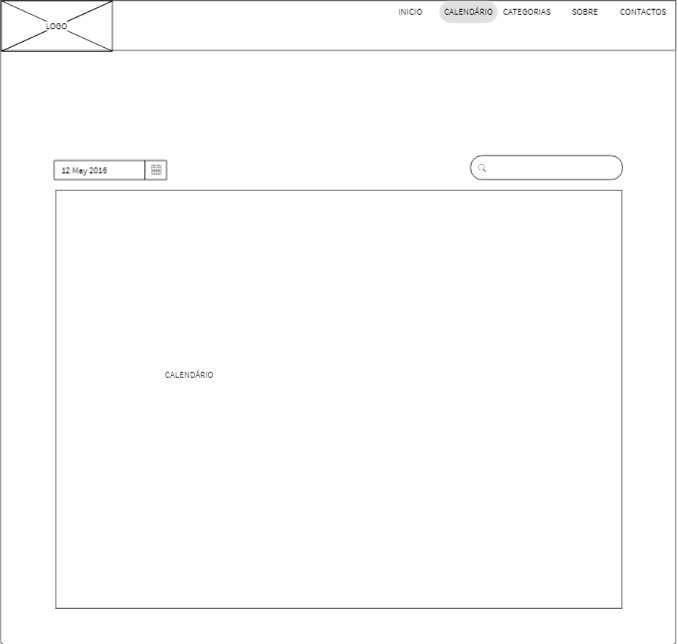 LOGO
INICIO CALENDÁRIO CATEGORIAS SOBRE CONTACTOS
12 May 2016
CALENDÁRIO